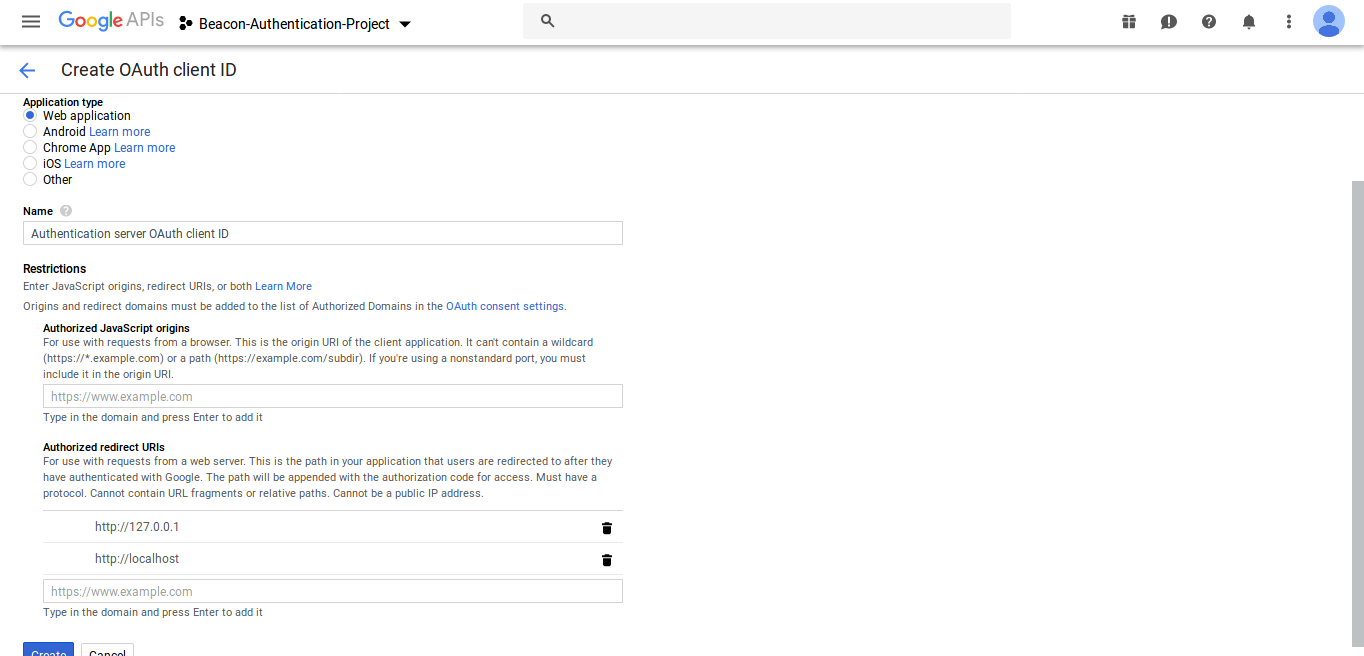 Google APIs Beacon-Authentication-Project
Create OAuth client ID
Application type
Web application
Android Learn more
Chrome App Learn more
iOS Learn more
Other
Name ?
Authentication server OAuth client ID
Restrictions
Enter JavaScript origins, redirect URIs, or both Learn More
Origins and redirect domains must be added to the list of Authorized Domains in the OAuth consent settings.
Authorized JavaScript origins
For use with requests from a browser. This is the origin URI of the client application. It can't contain a wildcard
(https://*.example.com) or a path (https://example.com/subdir). If you're using a nonstandard port, you must
include it in the origin URI.
https://www.example.com
Type in the domain and press Enter to add it
Authorized redirect URIs
For use with requests from a web server. This is the path in your application that users are redirected to after they
have authenticated with Google. The path will be appended with the authorization code for access. Must have a
protocol. Cannot contain URL fragments or relative paths. Cannot be a public IP address.
http://127.0.0.1
http://localhost
https://www.example.com
Type in the domain and press Enter to add it
Create Cancel